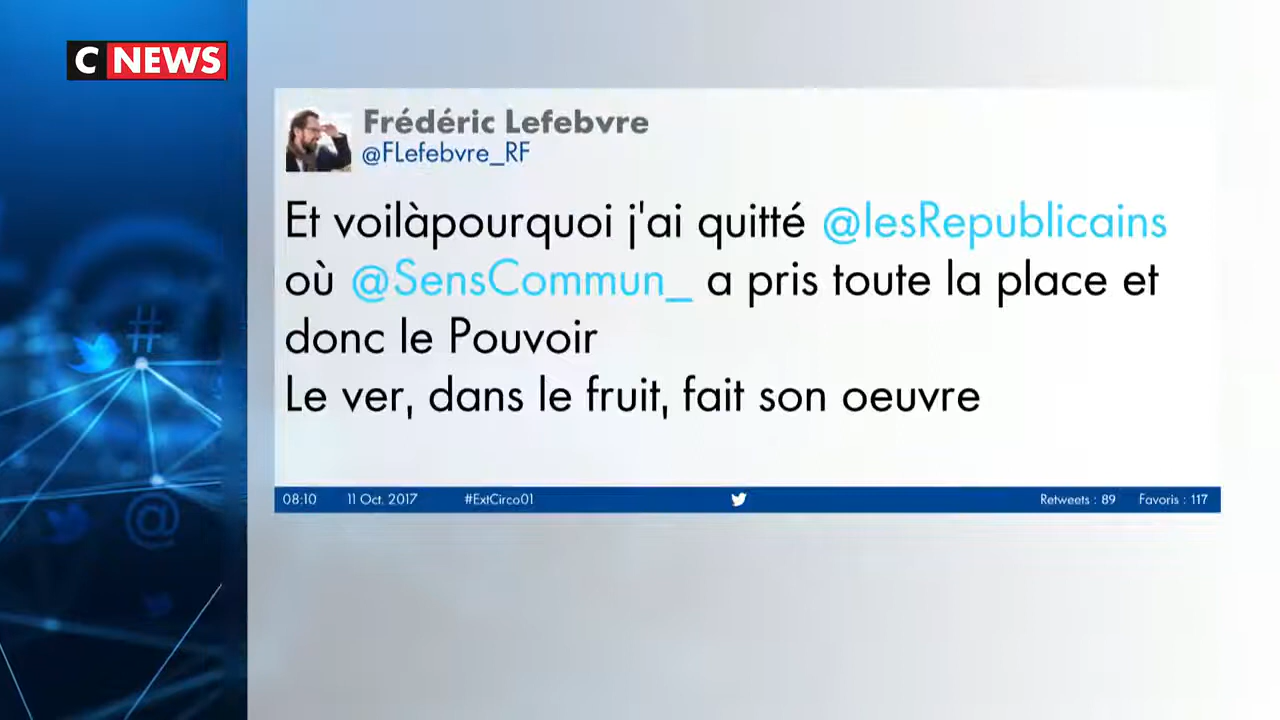 C NEWS
Frédéric Lefebvre
@FLefebvre_RF
Et voilàpourquoi j'ai quitté @lesRepublicains
où @SensCommun_ a pris toute la place et
donc le Pouvoir
Le ver, dans le fruit, fait son oeuvre
08:10 11 Oct. 2017 #ExtCirco01 Retweets : 89 Favoris : 117
#
@